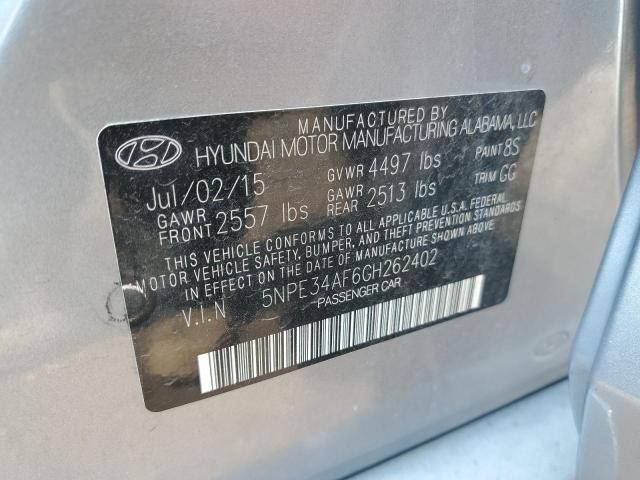 MANUFACTURED BY
HYUNDAI MOTOR MANUFACTURING ALABAMA, LLC
Jul/02/15 GVWR 4497 lbs PAINT 8S
GAWR FRONT 2557 lbs GAWR REAR 2513 lbs TRIM GG
THIS VEHICLE CONFORMS TO ALL APPLICABLE U.S.A. FEDERAL
MOTOR VEHICLE SAFETY, BUMPER, AND THEFT PREVENTION STANDARDS
IN EFFECT ON THE DATE OF MANUFACTURE SHOWN ABOVE.
V.I.N 5NPE34AF6GH262402
PASSENGER CAR